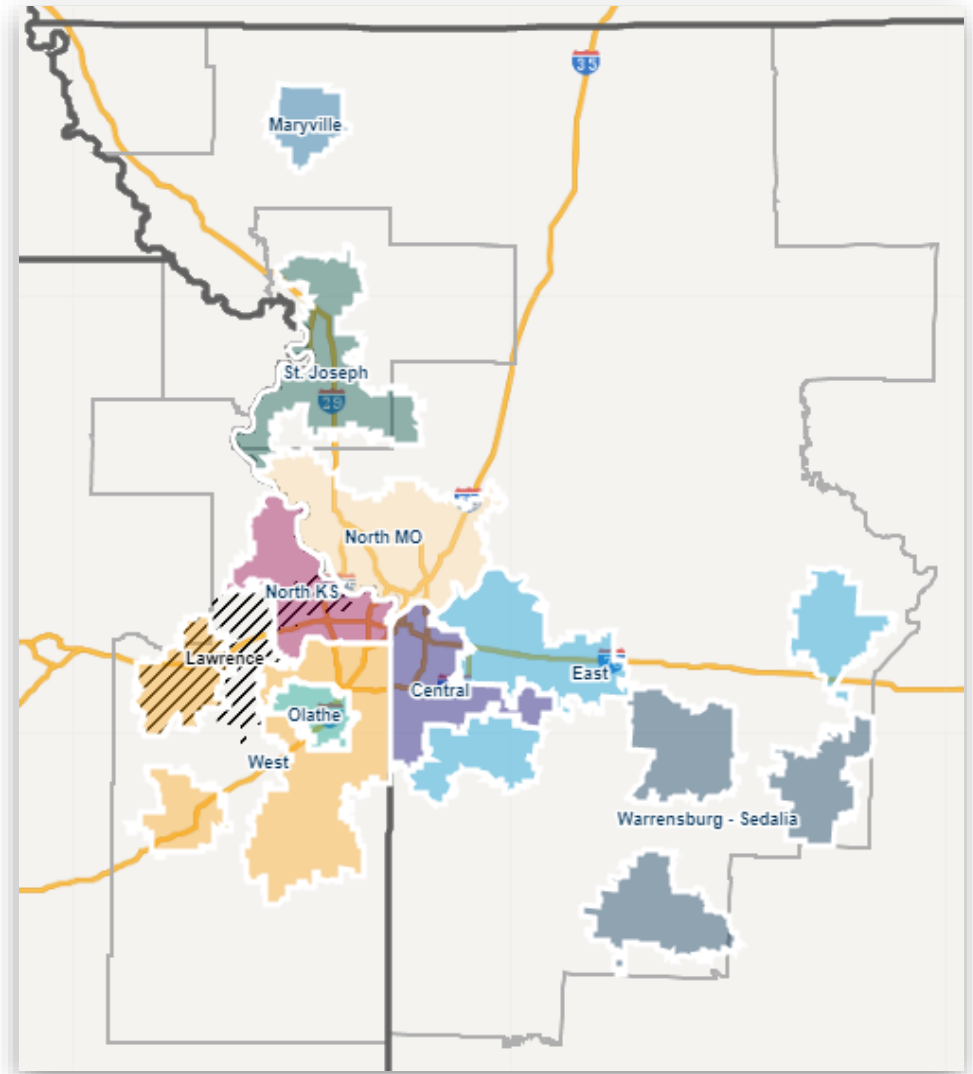 35
Maryville
St. Joseph
29
North MO
North KS
Lawrence
East
Central
Olathe
West
Warrensburg - Sedalia